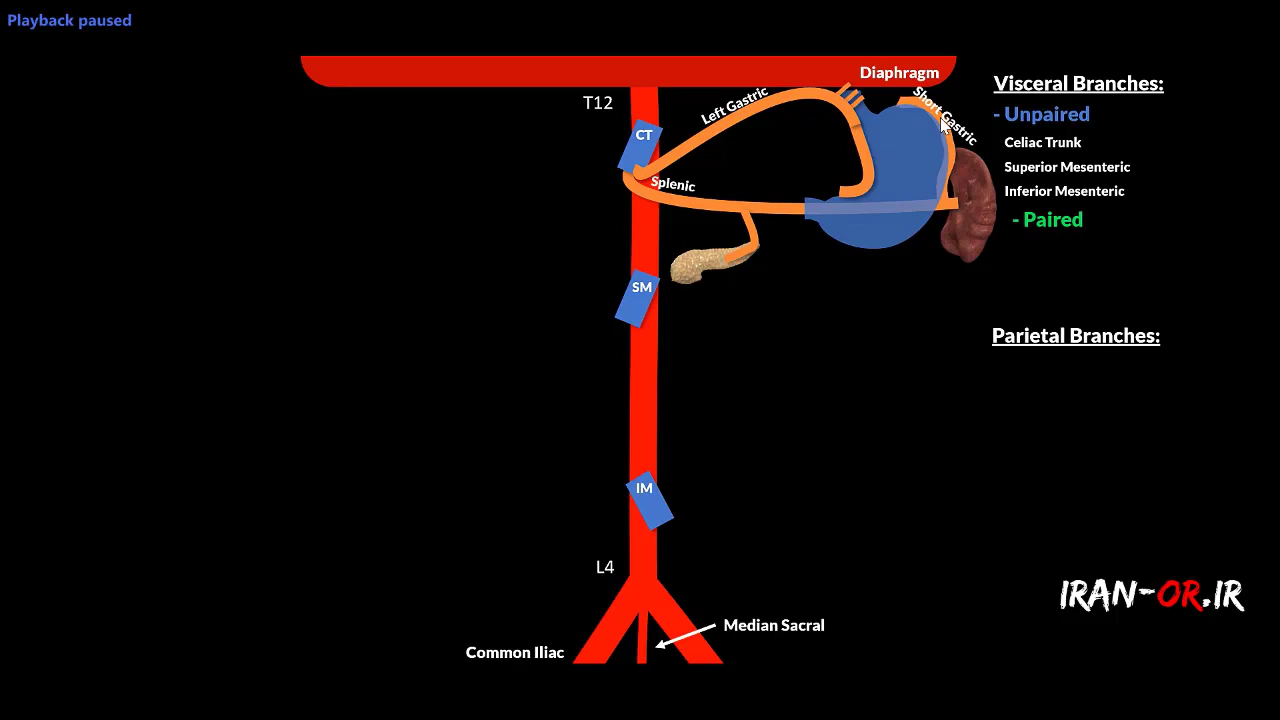 Playback paused
Diaphragm
T12
Left Gastric
Short Gastric
CT
Splenic
SM
IM
L4
Median Sacral
Common Iliac
Visceral Branches:
- Unpaired
Celiac Trunk
Superior Mesenteric
Inferior Mesenteric
- Paired
Parietal Branches:
IRAN-OR.IR